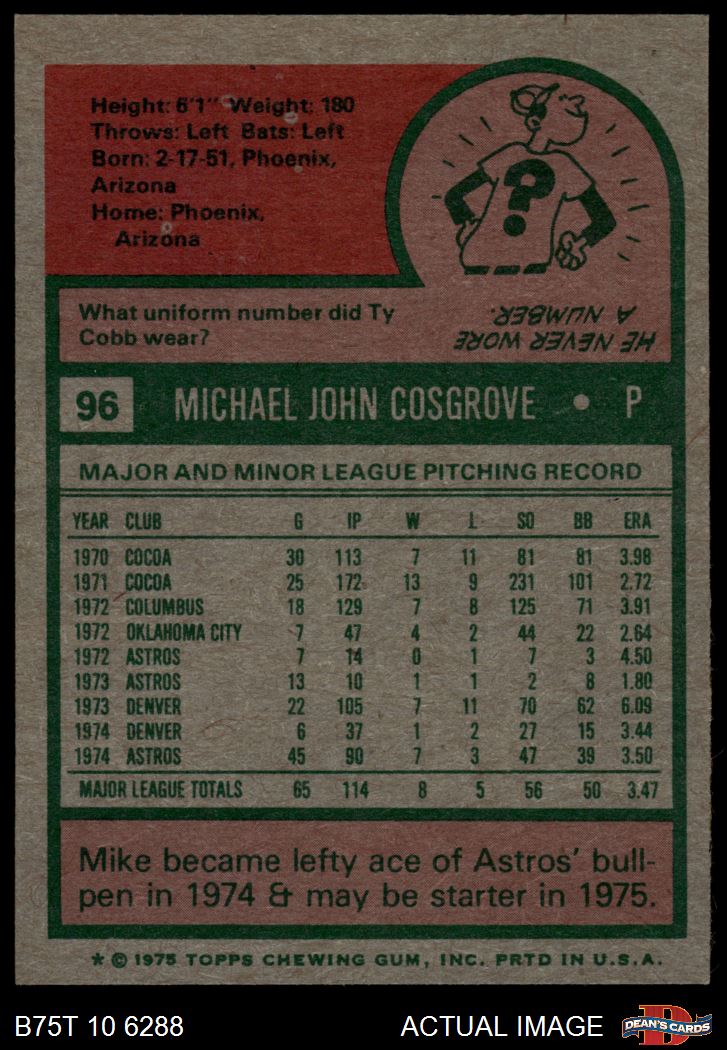 Height: 6'1" Weight: 180
Throws: Left Bats: Left
Born: 2-17-51, Phoenix,
Arizona
Home: Phoenix,
Arizona
?
What uniform number did Ty
Cobb wear?
HE NEVER WORE
A NUMBER.
96 MICHAEL JOHN COSGROVE • P
MAJOR AND MINOR LEAGUE PITCHING RECORD
YEAR CLUB G IP W L SO BB ERA
1970 COCOA 30 113 7 11 81 81 3.98
1971 COCOA 25 172 13 9 231 101 2.72
1972 COLUMBUS 18 129 7 8 125 71 3.91
1972 OKLAHOMA CITY 7 47 4 2 44 22 2.64
1972 ASTROS 7 14 0 1 7 3 4.50
1973 ASTROS 13 10 1 1 2 8 1.80
1973 DENVER 22 105 7 11 70 62 6.09
1974 DENVER 6 37 1 2 27 15 3.44
1974 ASTROS 45 90 7 3 47 39 3.50
MAJOR LEAGUE TOTALS 65 114 8 5 56 50 3.47
Mike became lefty ace of Astros' bull-
pen in 1974 & may be starter in 1975.
* © 1975 TOPPS CHEWING GUM, INC. PRTD IN U.S.A.
B75T 10 6288 ACTUAL IMAGE D DEAN'S CARDS